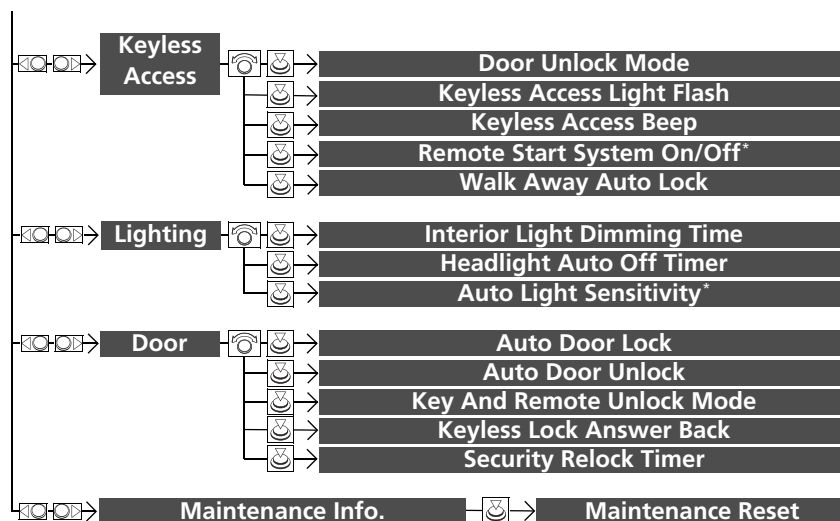 Keyless
Access
Door Unlock Mode
Keyless Access Light Flash
Keyless Access Beep
Remote Start System On/Off*
Walk Away Auto Lock
Lighting
Interior Light Dimming Time
Headlight Auto Off Timer
Auto Light Sensitivity*
Door
Auto Door Lock
Auto Door Unlock
Key And Remote Unlock Mode
Keyless Lock Answer Back
Security Relock Timer
Maintenance Info.
Maintenance Reset